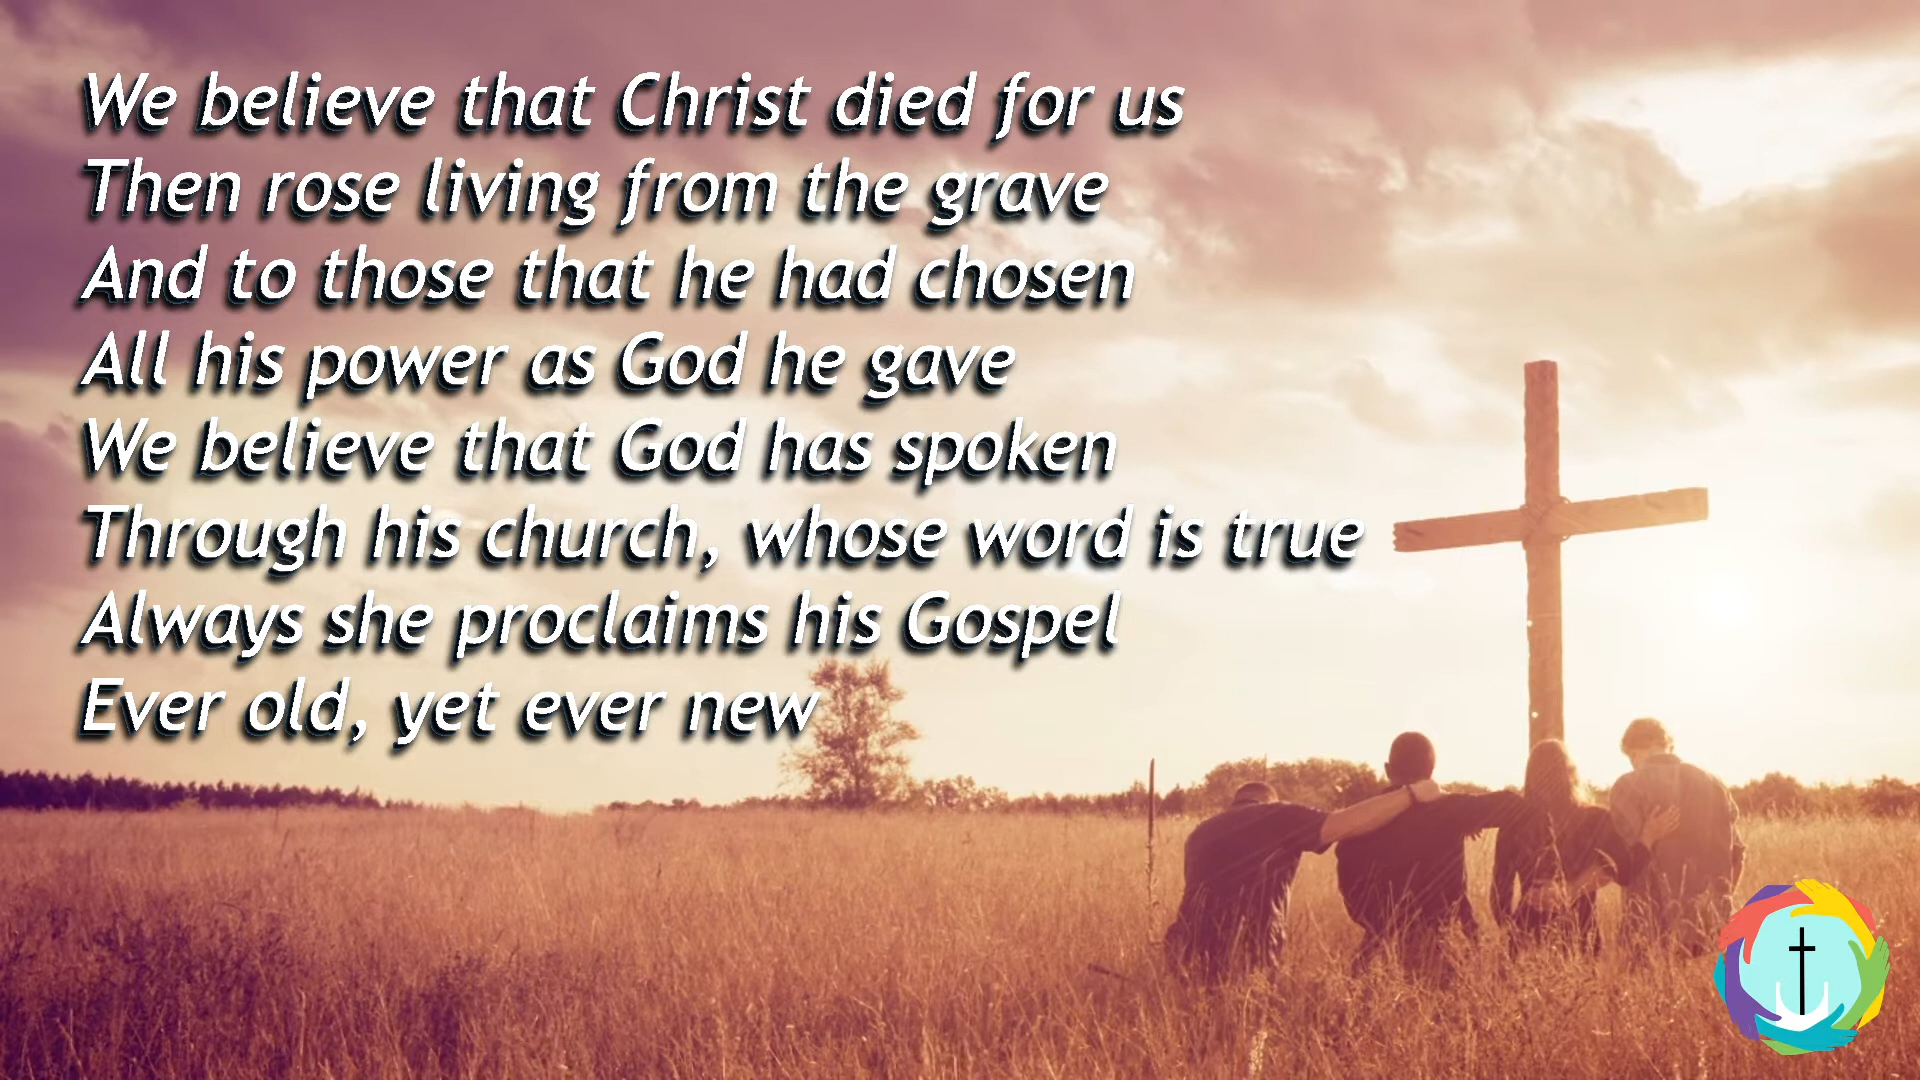 We believe that Christ died for us
Then rose living from the grave
And to those that he had chosen
All his power as God he gave
We believe that God has spoken
Through his church, whose word is true
Always she proclaims his Gospel
Ever old, yet ever new